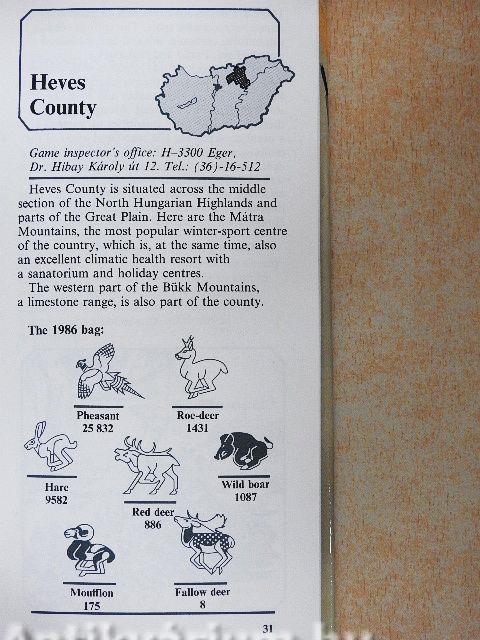 Heves
County
Game inspector's office: H–3300 Eger,
Dr. Hibay Károly út 12. Tel.: (36)-16-512
Heves County is situated across the middle
section of the North Hungarian Highlands and
parts of the Great Plain. Here are the Mátra
Mountains, the most popular winter-sport centre
of the country, which is, at the same time, also
an excellent climatic health resort with
a sanatorium and holiday centres.
The western part of the Bükk Mountains,
a limestone range, is also part of the county.
The 1986 bag:
Pheasant
25 832
Roe-deer
1431
Hare
9582
Red deer
886
Wild boar
1087
Moufflon
175
Fallow deer
8
31